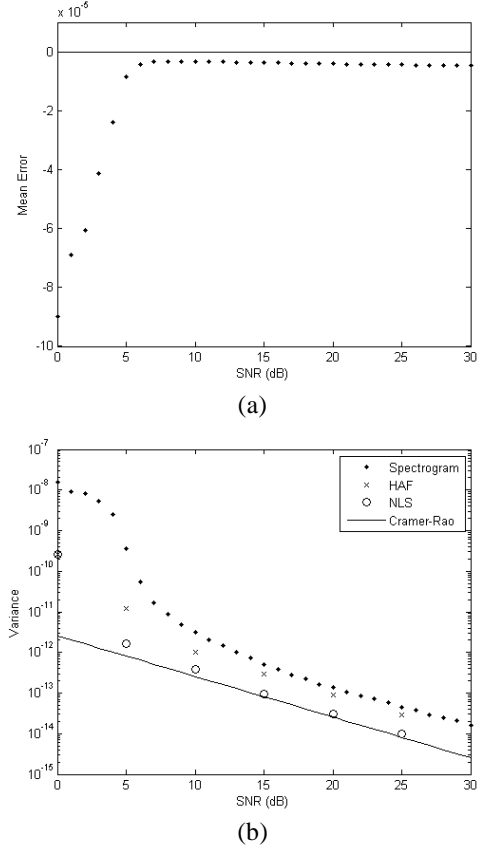 x 10⁻⁵
0
-2
-4
-6
-8
-10
Mean Error
0 5 10 15 20 25 30
SNR (dB)
(a)
10⁻⁷
10⁻⁸
10⁻⁹
10⁻¹⁰
10⁻¹¹
10⁻¹²
10⁻¹³
10⁻¹⁴
10⁻¹⁵
Variance
Spectrogram
HAF
NLS
Cramer-Rao
0 5 10 15 20 25 30
SNR (dB)
(b)